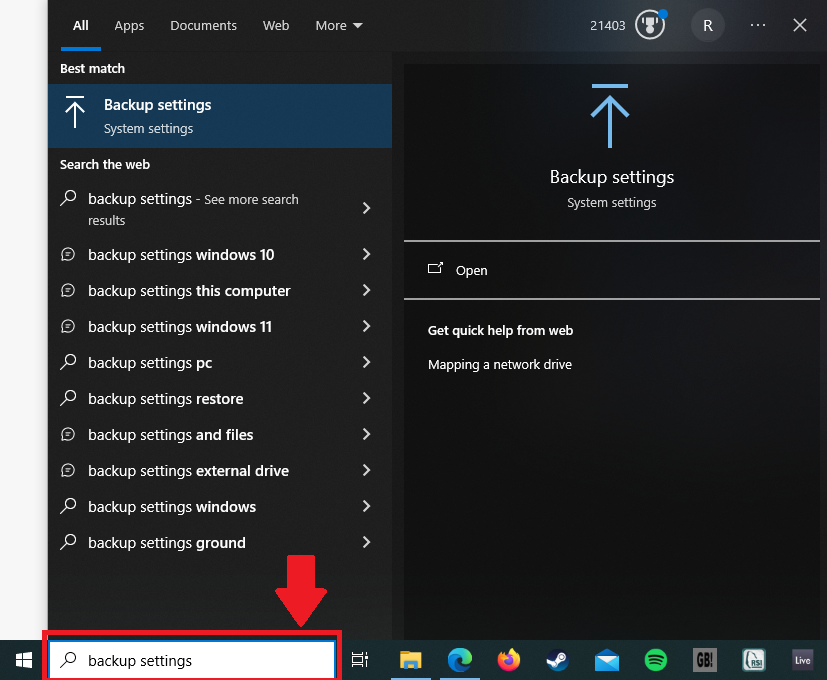 All
Apps
Documents
Web
More
21403
R
Best match
Backup settings
System settings
Search the web
backup settings - See more search
results
backup settings windows 10
backup settings this computer
backup settings windows 11
backup settings pc
backup settings restore
backup settings and files
backup settings external drive
backup settings windows
backup settings ground
Backup settings
System settings
Open
Get quick help from web
Mapping a network drive
backup settings
GB!
RSI
Live